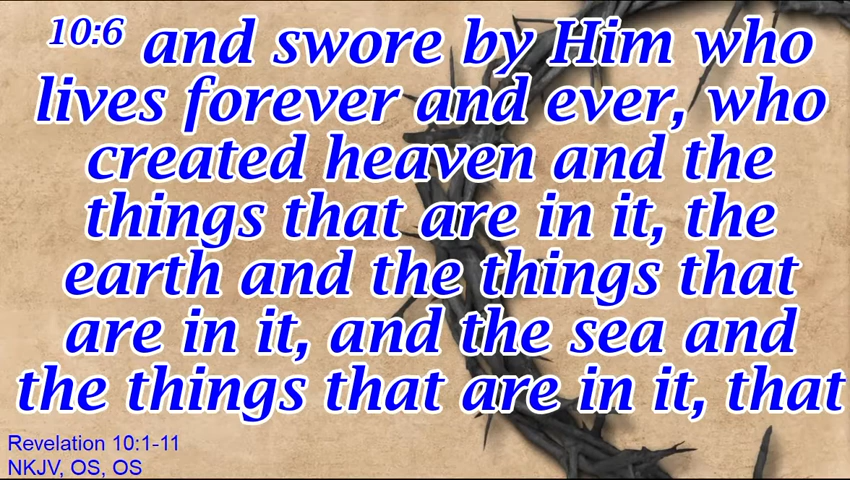 10:6 and swore by Him who
lives forever and ever, who
created heaven and the
things that are in it, the
earth and the things that
are in it, and the sea and
the things that are in it, that
Revelation 10:1-11
NKJV, OS, OS